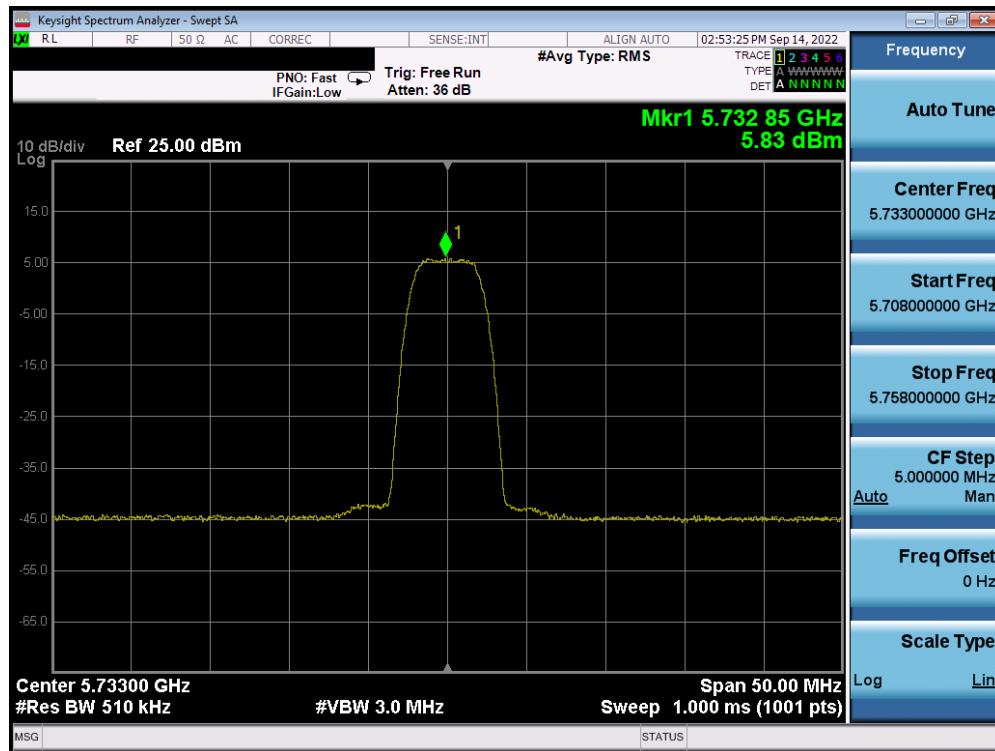 Keysight Spectrum Analyzer - Swept SA
LXI RL RF 50 Ω AC CORREC SENSE:INT ALIGN AUTO 02:53:25 PM Sep 14, 2022
#Avg Type: RMS
TRACE 1 2 3 4 5 6
PNO: Fast Trig: Free Run
TYPE A WWWWW
IFGain:Low Atten: 36 dB
DET A N N N N N
Mkr1 5.732 85 GHz
5.83 dBm
10 dB/div Ref 25.00 dBm
Log
15.0
5.00
-5.00
-15.0
-25.0
-35.0
-45.0
-55.0
-65.0
1
Center 5.73300 GHz
Span 50.00 MHz
#Res BW 510 kHz
#VBW 3.0 MHz
Sweep 1.000 ms (1001 pts)
MSG
STATUS
Frequency
Auto Tune
Center Freq
5.733000000 GHz
Start Freq
5.708000000 GHz
Stop Freq
5.758000000 GHz
CF Step
5.000000 MHz
Auto Man
Freq Offset
0 Hz
Scale Type
Log Lin